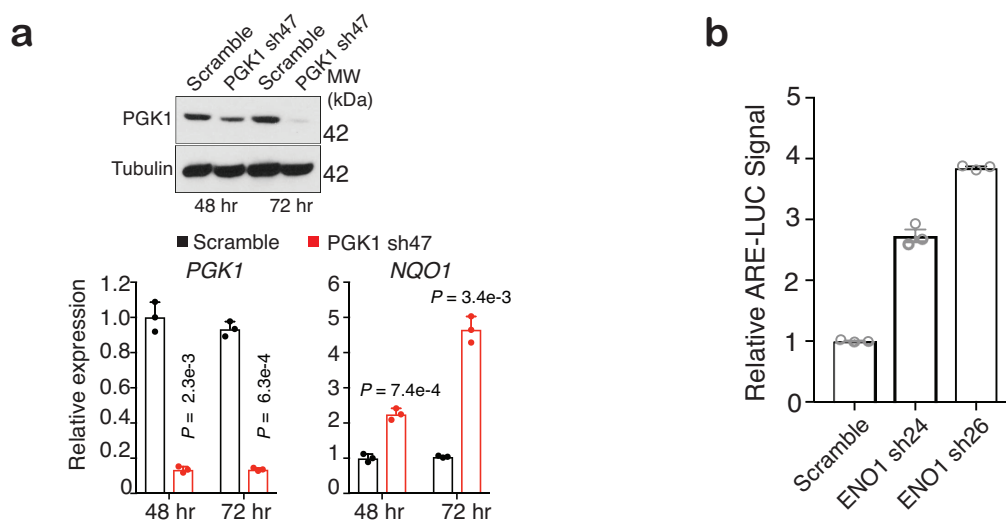 a
Scramble
PGK1 sh47
Scramble
PGK1 sh47
MW
(kDa)
PGK1
42
Tubulin
42
48 hr 72 hr
Scramble PGK1 sh47
PGK1
Relative expression
1.2
1.0
0.8
0.6
0.4
0.2
0
P = 2.3e-3
P = 6.3e-4
48 hr 72 hr
NQO1
6
5
4
2
1
0
P = 7.4e-4
P = 3.4e-3
48 hr 72 hr
b
Relative ARE-LUC Signal
5
4
3
2
1
0
Scramble
ENO1 sh24
ENO1 sh26